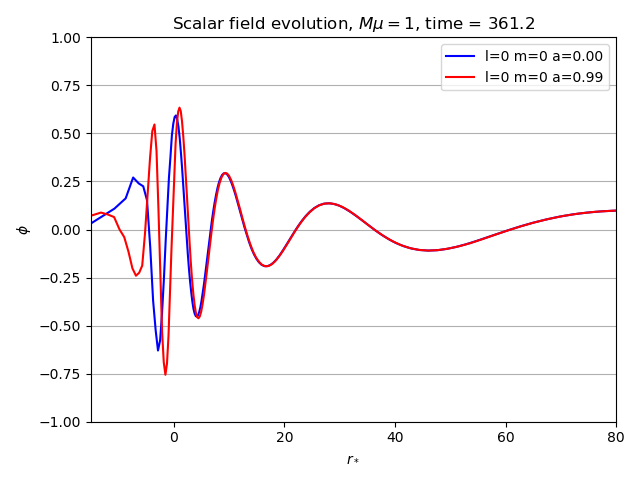 Scalar field evolution, Mμ = 1, time = 361.2
l=0 m=0 a=0.00
l=0 m=0 a=0.99
1.00
0.75
0.50
0.25
0.00
−0.25
−0.50
−0.75
−1.00
ϕ
0 20 40 60 80
r*